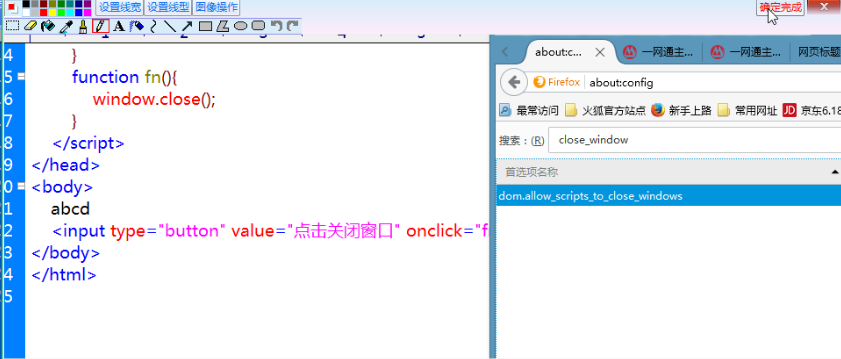 设置线宽 设置线型 图像操作 确定完成
4 }
5 function fn(){
6 window.close();
7 }
8 </script>
9 </head>
0 <body>
1 abcd
2 <input type="button" value="点击关闭窗口" onclick="f
3 </body>
4 </html>
5
about:c... 一网通主... 一网通主... 网页标题
Firefox about:config
最常访问 火狐官方站点 新手上路 常用网址 JD 京东6.18
搜索：(R) close_window
首选项名称
dom.allow_scripts_to_close_windows